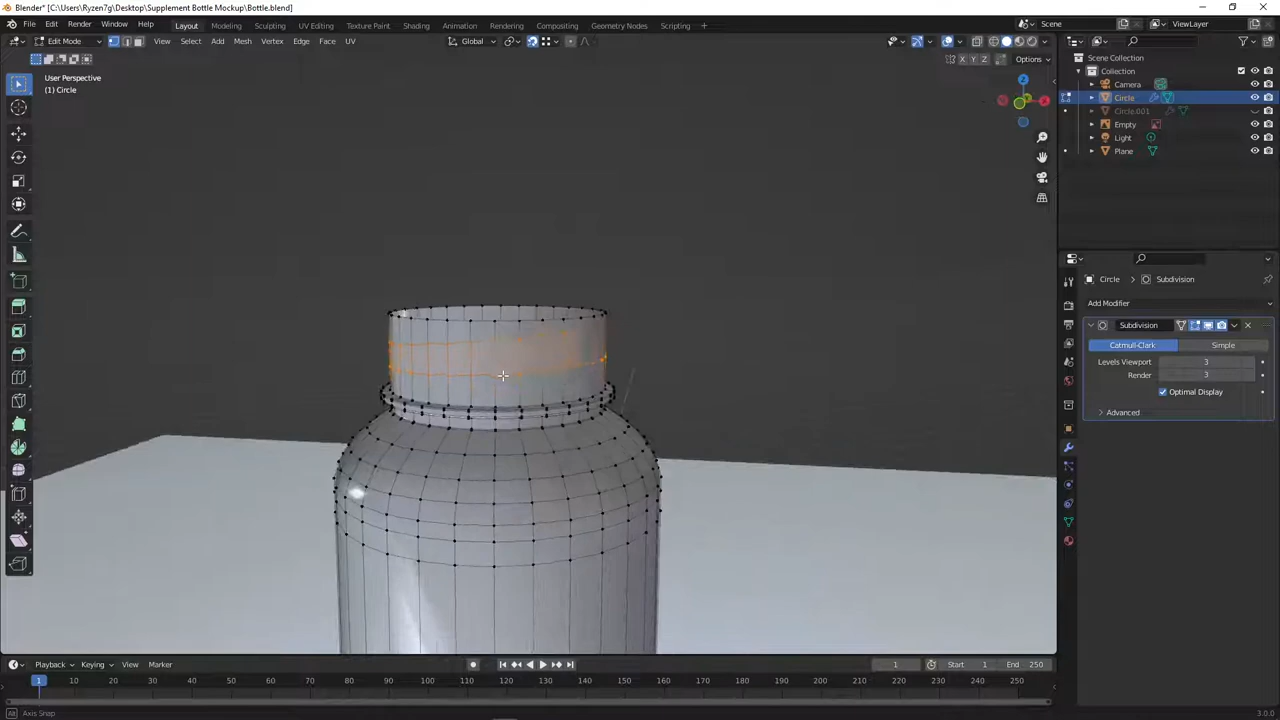 Blender* [C:\Users\Ryzen7g\Desktop\Supplement Bottle Mockup\Bottle.blend]
File Edit Render Window Help Layout Modeling Sculpting UV Editing Texture Paint Shading Animation Rendering Compositing Geometry Nodes Scripting Scene ViewLayer
Edit Mode View Select Add Mesh Vertex Edge Face UV Global
X Y Z Options
User Perspective
(1) Circle
Scene Collection
Collection
Camera
Circle
Circle.001
Empty
Light
Plane
Circle Subdivision
Add Modifier
Subdivision
Catmull-Clark Simple
Levels Viewport 3
Render 3
Optimal Display
Advanced
Playback Keying View Marker 1 Start 1 End 250
1 10 20 30 40 50 60 70 80 90 100 110 120 130 140 150 160 170 180 190 200 210 220 230 240 250
Axis Snap 3.0.0